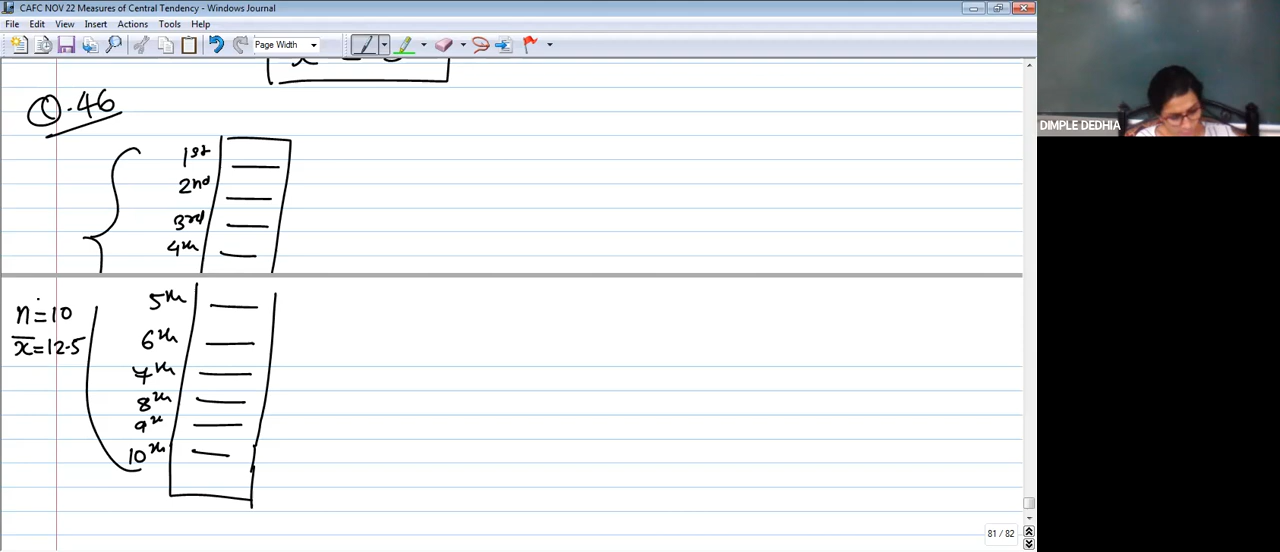 CAFC NOV 22 Measures of Central Tendency - Windows Journal
File Edit View Insert Actions Tools Help
Page Width
Q.46
1st
2nd
3rd
4th
5th
n=10
x̅=12.5
6th
7th
8th
9th
10th
81 / 82
DIMPLE DEDHIA